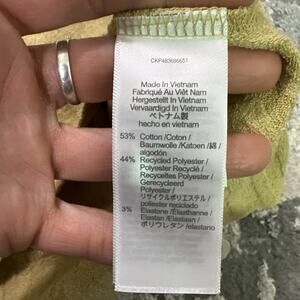 CKP483686651
Made In Vietnam
Fabriqué Au Viêt Nam
Hergestellt In Vietnam
Vervaardigd In Vietnam
ベトナム製
hecho en vietnam
53% Cotton /Coton /
Baumwolle /Katoen /綿 /
algodón
44% Recycled Polyester /
Polyester Recyclé /
Recyceltes Polyester /
Gerecycleerd
Polyester /
リサイクルポリエステル /
poliester reciclado
3% Elastane /Élasthanne /
Elastan /Elastaan /
ポリウレタン /elastano